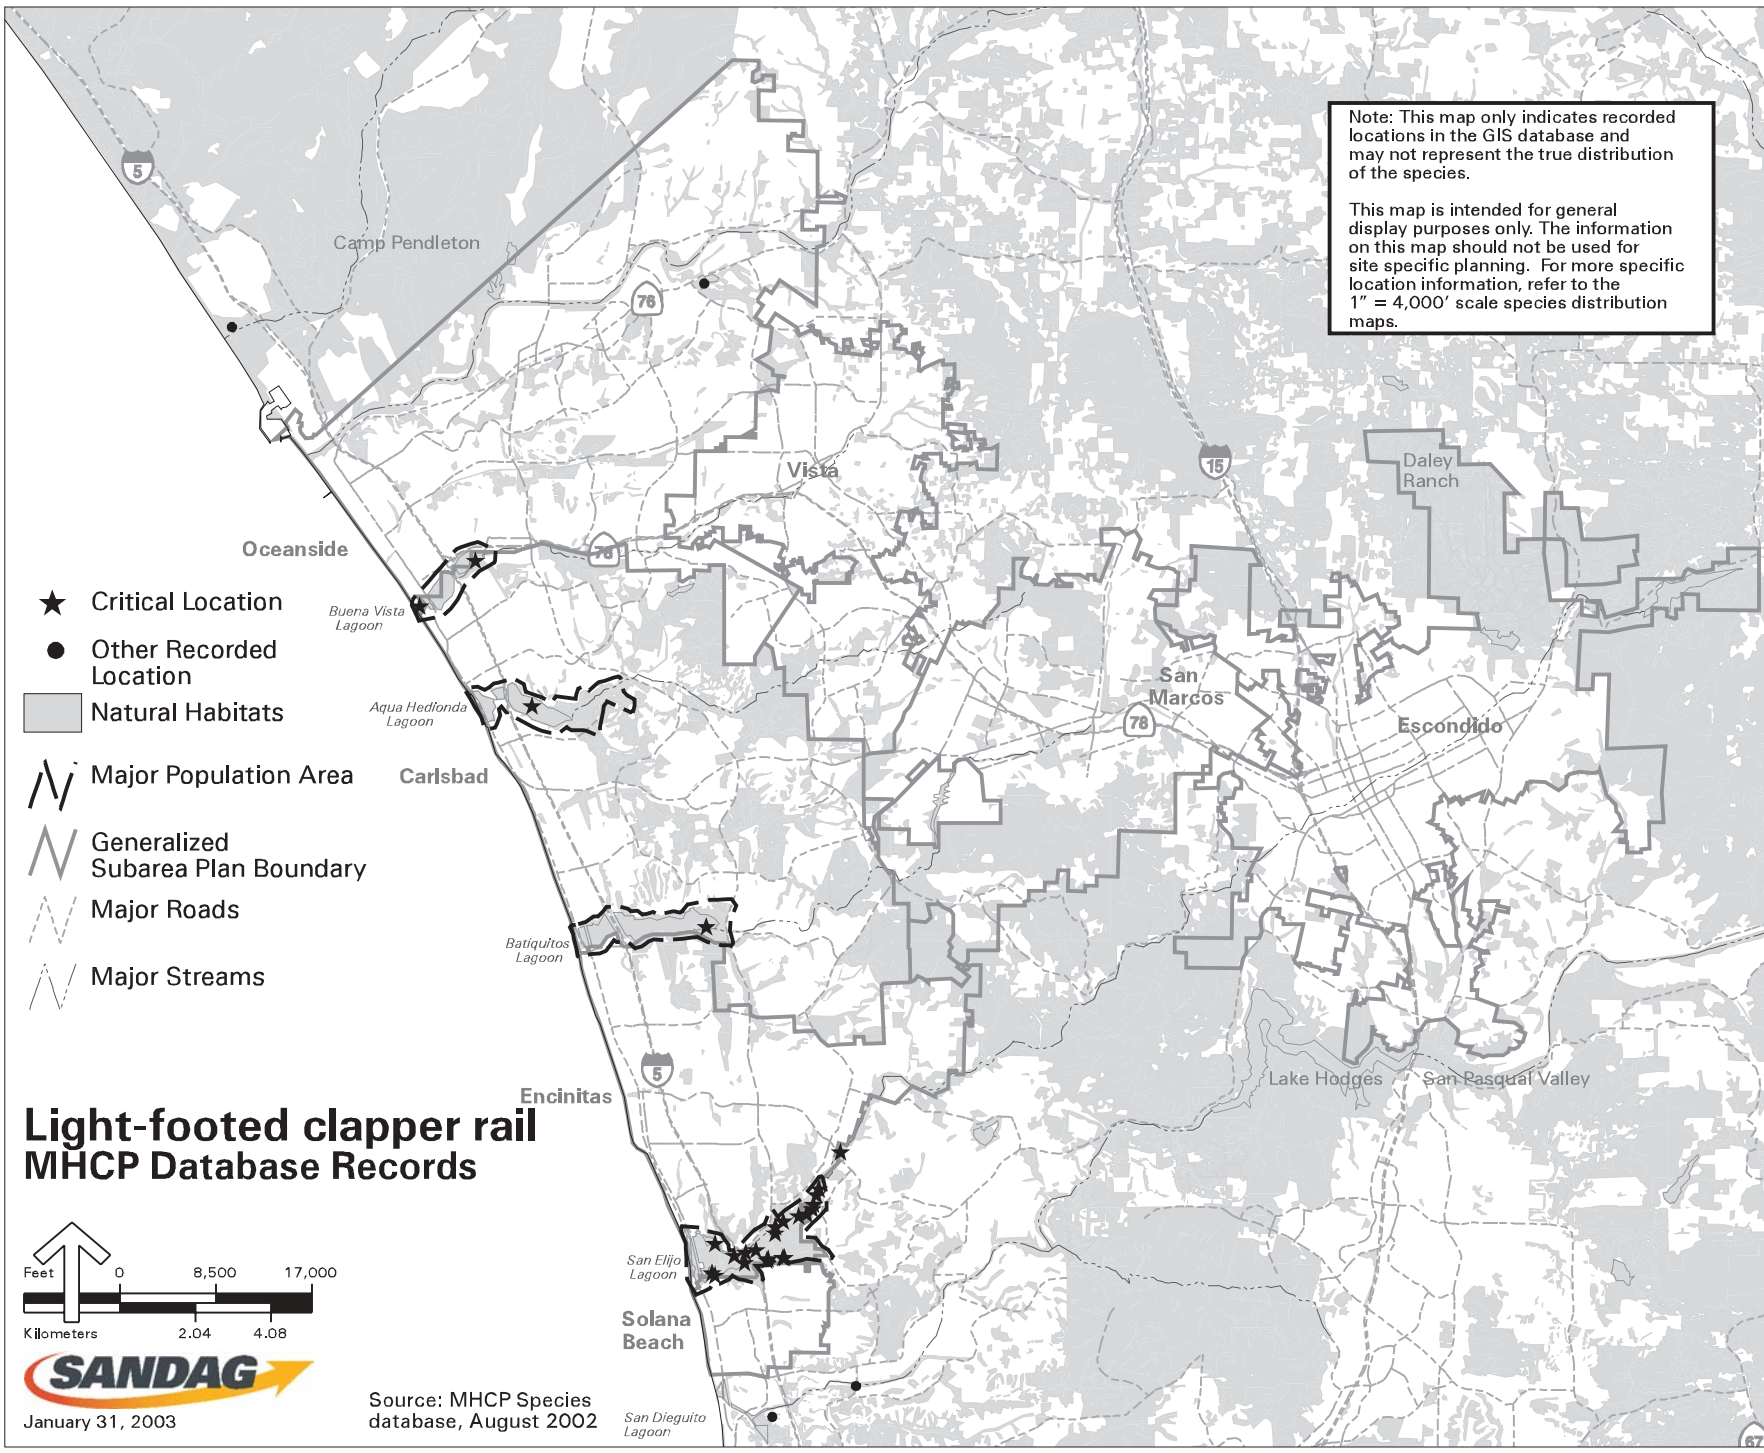 Note: This map only indicates recorded
locations in the GIS database and
may not represent the true distribution
of the species.
This map is intended for general
display purposes only. The information
on this map should not be used for
site specific planning. For more specific
location information, refer to the
1” = 4,000’ scale species distribution
maps.
5
Camp Pendleton
76
Vista
15
Daley
Ranch
Oceanside
78
Buena Vista
Lagoon
Critical Location
Other Recorded
Location
Natural Habitats
Major Population Area
Generalized
Subarea Plan Boundary
Major Roads
Major Streams
Aqua Hedionda
Lagoon
Carlsbad
San
Marcos
78
Escondido
Batiquitos
Lagoon
5
Encinitas
Lake Hodges
San Pasqual Valley
Light-footed clapper rail
MHCP Database Records
San Elijo
Lagoon
Feet
0
8,500
17,000
Kilometers
2.04
4.08
Solana
Beach
SANDAG
January 31, 2003
Source: MHCP Species
database, August 2002
San Dieguito
Lagoon
67